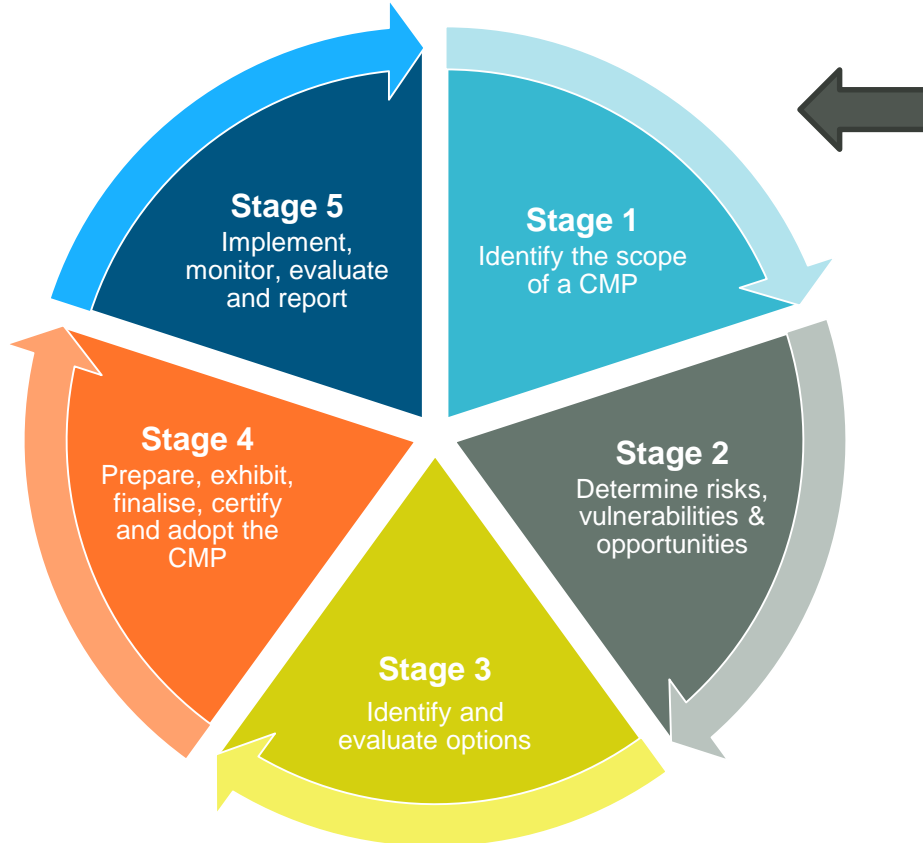 Stage 1
Identify the scope
of a CMP
Stage 2
Determine risks,
vulnerabilities &
opportunities
Stage 3
Identify and
evaluate options
Stage 4
Prepare, exhibit,
finalise, certify
and adopt the
CMP
Stage 5
Implement,
monitor, evaluate
and report